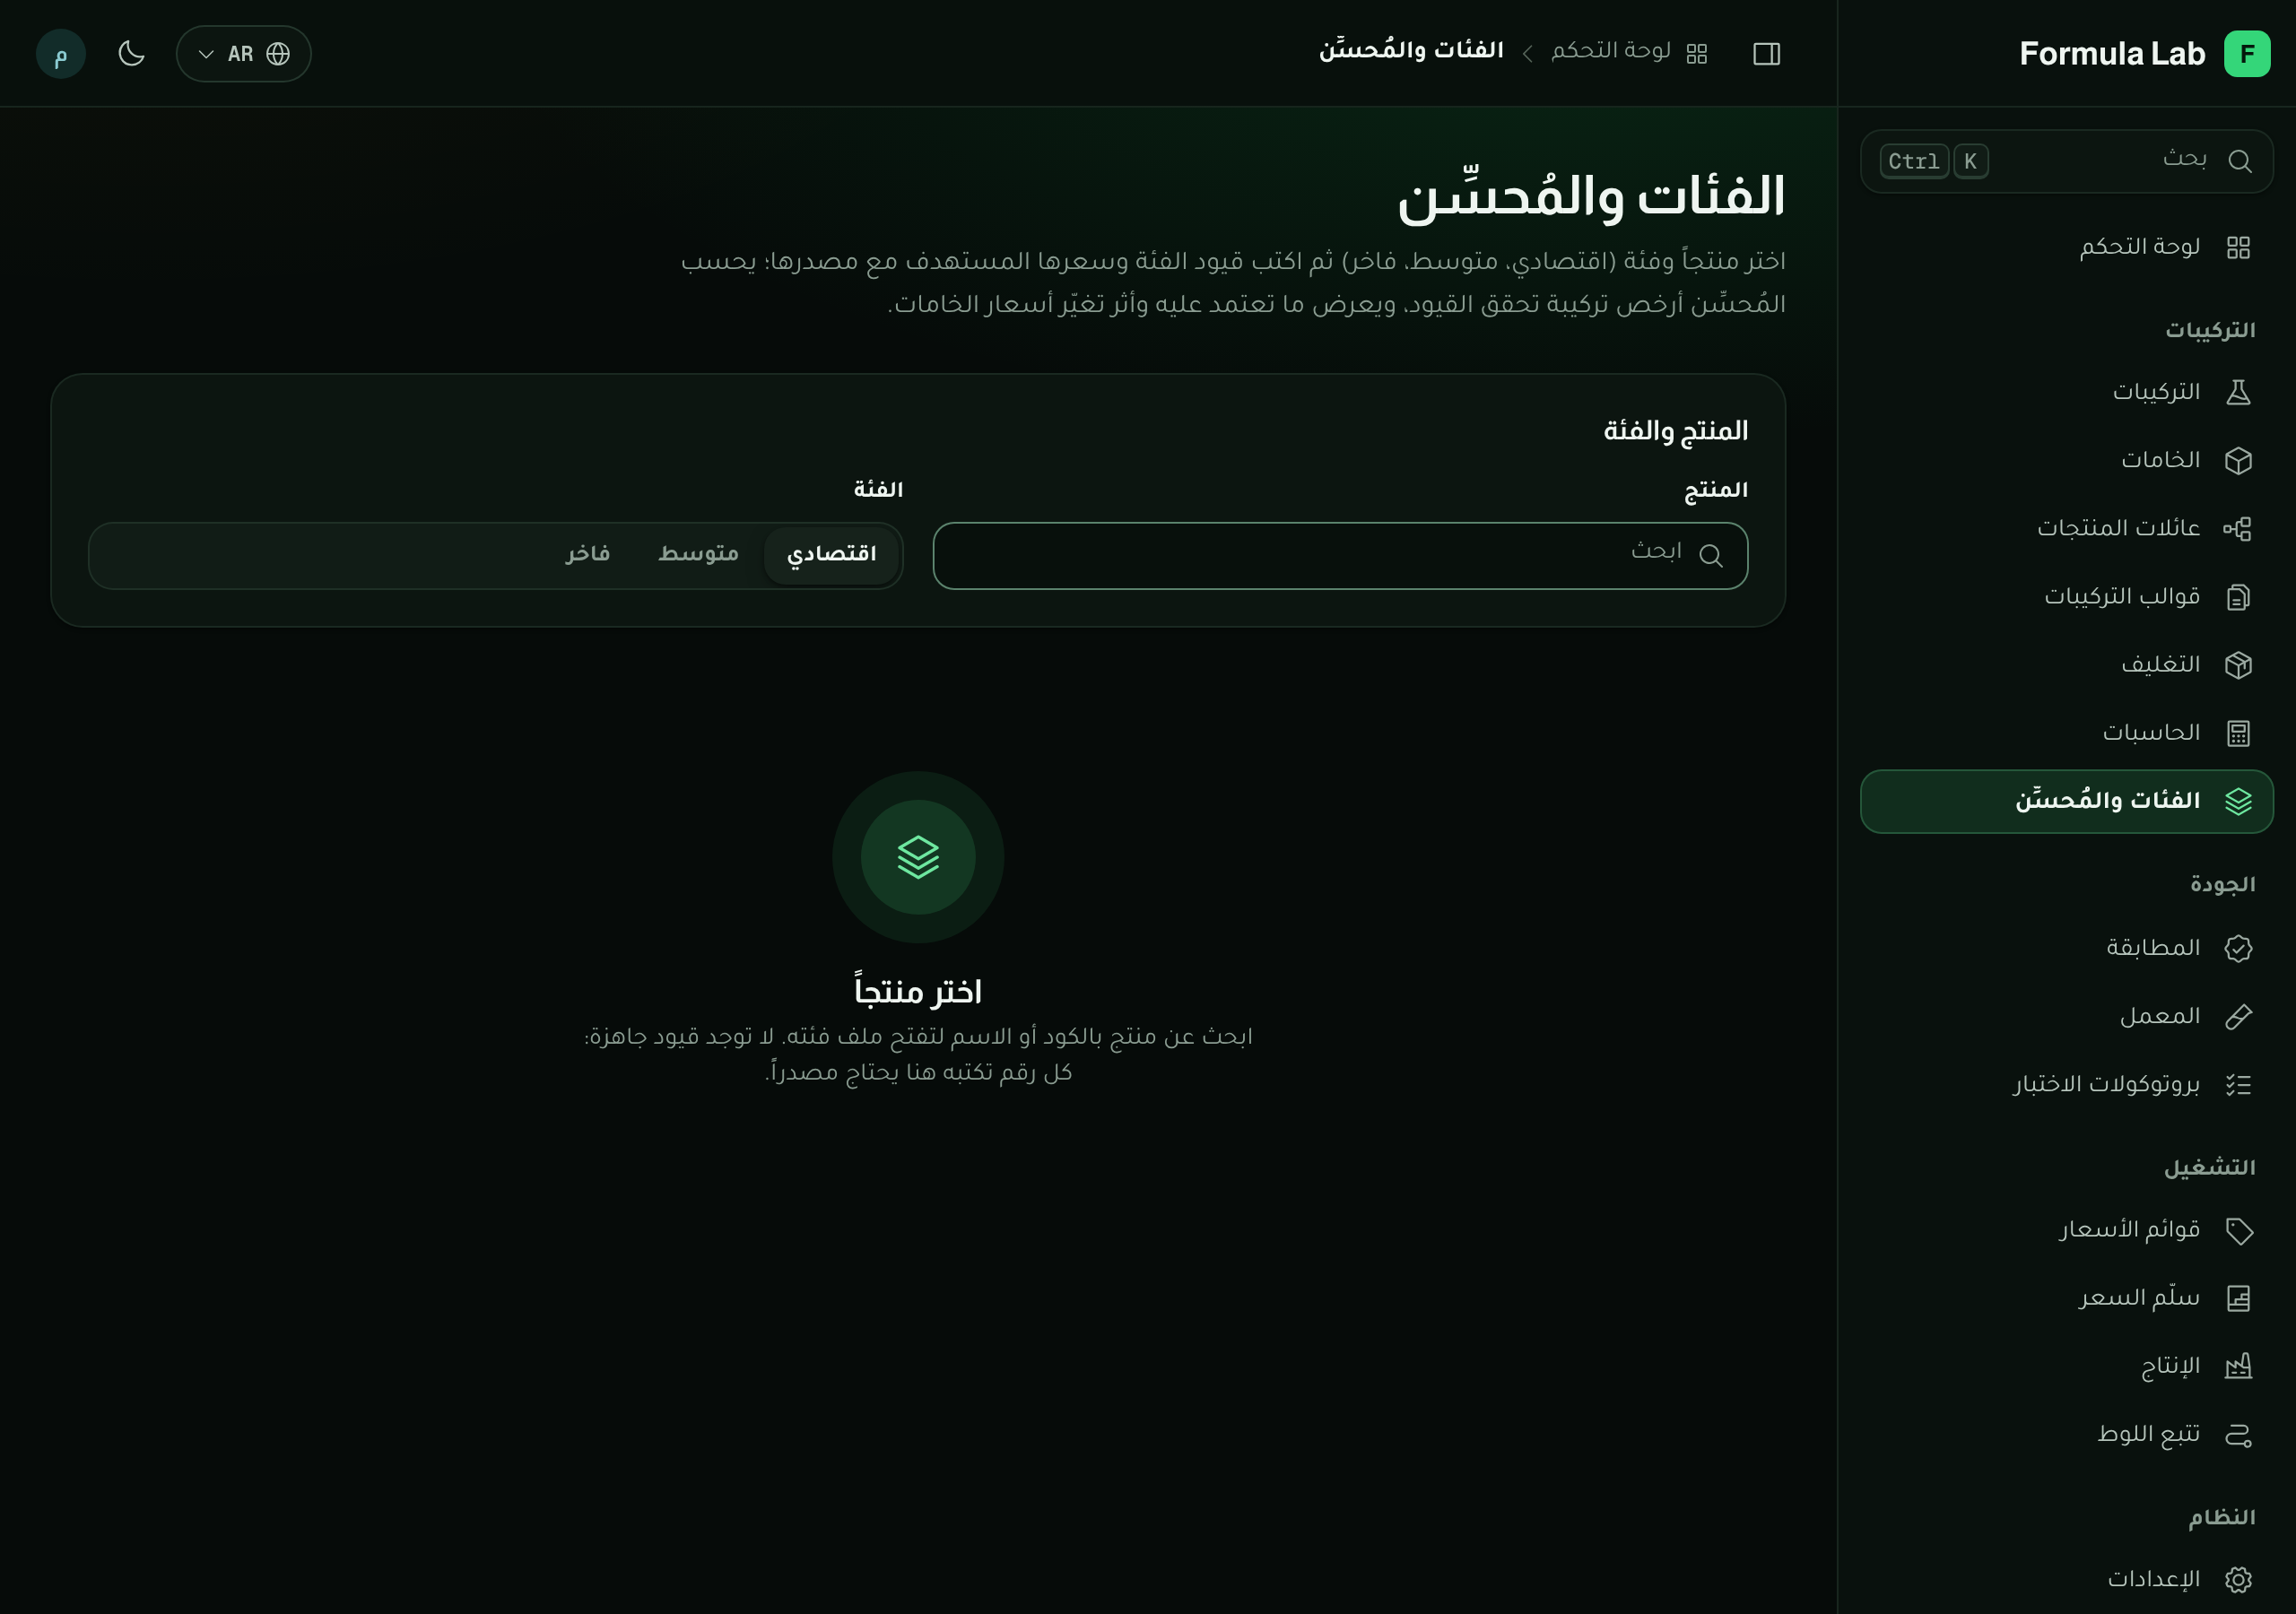 Formula Lab
F
بحث
Ctrl K
لوحة التحكم
التركيبات
التركيبات
الخامات
عائلات المنتجات
قوالب التركيبات
التغليف
الحاسبات
الفئات والمُحسِّن
الجودة
المطابقة
المعمل
بروتوكولات الاختبار
التشغيل
قوائم الأسعار
سلّم السعر
الإنتاج
تتبع اللوط
النظام
الإعدادات
لوحة التحكم
الفئات والمُحسِّن
AR
م
الفئات والمُحسِّن
اختر منتجاً وفئة (اقتصادي، متوسط، فاخر) ثم اكتب قيود الفئة وسعرها المستهدف مع مصدرها؛ يحسب
المُحسِّن أرخص تركيبة تحقق القيود، ويعرض ما تعتمد عليه وأثر تغيّر أسعار الخامات.
المنتج والفئة
المنتج
ابحث
الفئة
اقتصادي
متوسط
فاخر
اختر منتجاً
ابحث عن منتج بالكود أو الاسم لتفتح ملف فئته. لا توجد قيود جاهزة:
كل رقم تكتبه هنا يحتاج مصدراً.